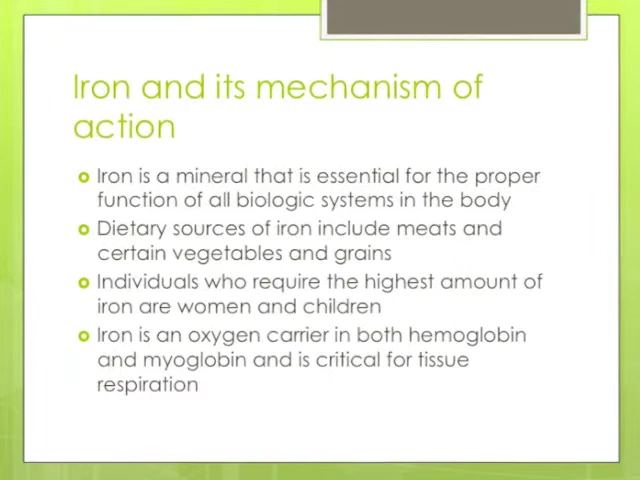 Iron and its mechanism of
action
Iron is a mineral that is essential for the proper
function of all biologic systems in the body
Dietary sources of iron include meats and
certain vegetables and grains
Individuals who require the highest amount of
iron are women and children
Iron is an oxygen carrier in both hemoglobin
and myoglobin and is critical for tissue
respiration